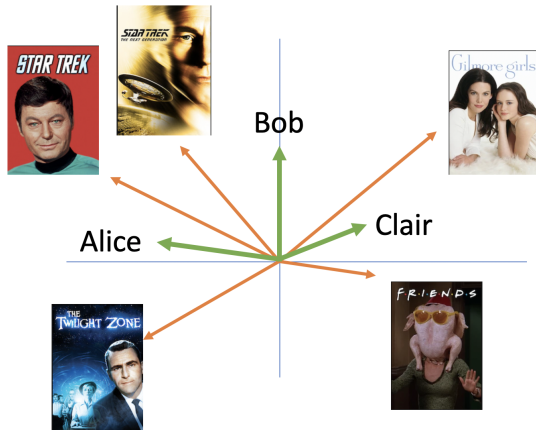 STAR TREK
STAR TREK
THE NEXT GENERATION
Gilmore girls
Bob
Alice
Clair
THE
TWILIGHT ZONE
F·R·I·E·N·D·S